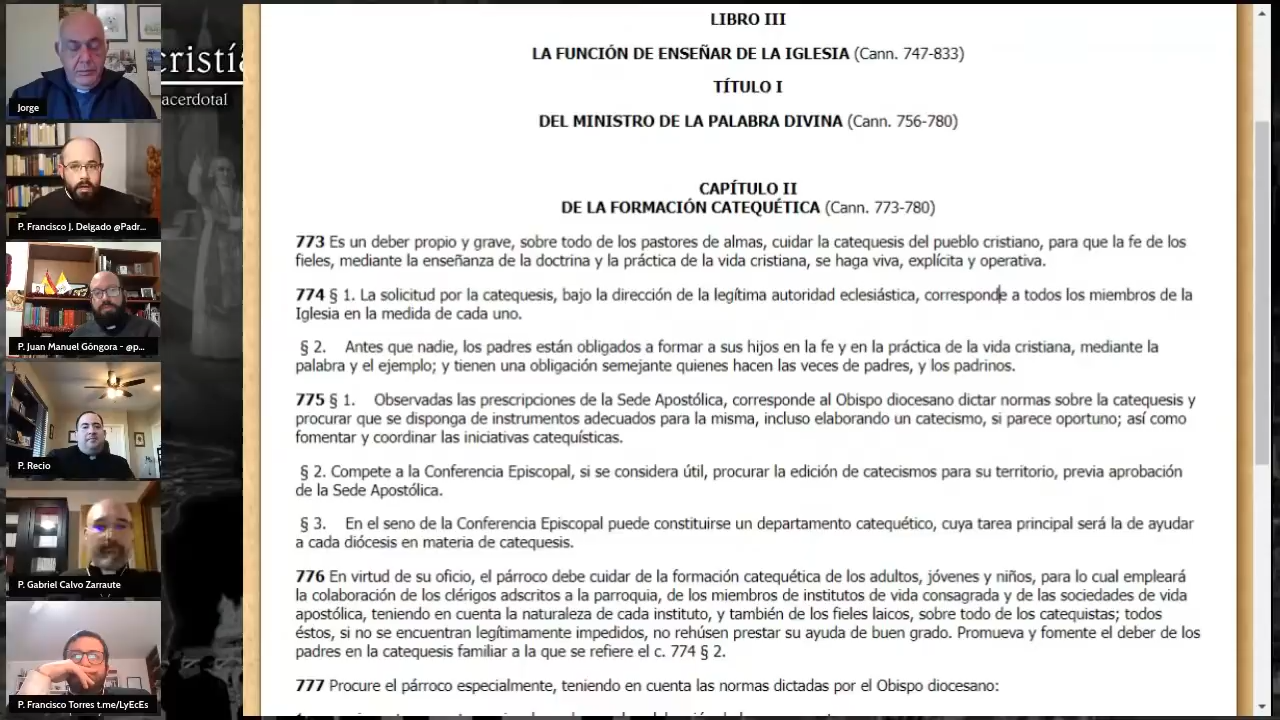 cristía
acerdotal
Jorge
P. Francisco J. Delgado @Padr...
P. Juan Manuel Góngora - @p...
P. Recio
P. Gabriel Calvo Zarraute
P. Francisco Torres t.me/LyEcEs
LIBRO III
LA FUNCIÓN DE ENSEÑAR DE LA IGLESIA (Cann. 747-833)
TÍTULO I
DEL MINISTRO DE LA PALABRA DIVINA (Cann. 756-780)
CAPÍTULO II
DE LA FORMACIÓN CATEQUÉTICA (Cann. 773-780)
773 Es un deber propio y grave, sobre todo de los pastores de almas, cuidar la catequesis del pueblo cristiano, para que la fe de los
fieles, mediante la enseñanza de la doctrina y la práctica de la vida cristiana, se haga viva, explícita y operativa.
774 § 1. La solicitud por la catequesis, bajo la dirección de la legítima autoridad eclesiástica, corresponde a todos los miembros de la
Iglesia en la medida de cada uno.
§ 2. Antes que nadie, los padres están obligados a formar a sus hijos en la fe y en la práctica de la vida cristiana, mediante la
palabra y el ejemplo; y tienen una obligación semejante quienes hacen las veces de padres, y los padrinos.
775 § 1. Observadas las prescripciones de la Sede Apostólica, corresponde al Obispo diocesano dictar normas sobre la catequesis y
procurar que se disponga de instrumentos adecuados para la misma, incluso elaborando un catecismo, si parece oportuno; así como
fomentar y coordinar las iniciativas catequísticas.
§ 2. Compete a la Conferencia Episcopal, si se considera útil, procurar la edición de catecismos para su territorio, previa aprobación
de la Sede Apostólica.
§ 3. En el seno de la Conferencia Episcopal puede constituirse un departamento catequético, cuya tarea principal será la de ayudar
a cada diócesis en materia de catequesis.
776 En virtud de su oficio, el párroco debe cuidar de la formación catequética de los adultos, jóvenes y niños, para lo cual empleará
la colaboración de los clérigos adscritos a la parroquia, de los miembros de institutos de vida consagrada y de las sociedades de vida
apostólica, teniendo en cuenta la naturaleza de cada instituto, y también de los fieles laicos, sobre todo de los catequistas; todos
éstos, si no se encuentran legítimamente impedidos, no rehúsen prestar su ayuda de buen grado. Promueva y fomente el deber de los
padres en la catequesis familiar a la que se refiere el c. 774 § 2.
777 Procure el párroco especialmente, teniendo en cuenta las normas dictadas por el Obispo diocesano: